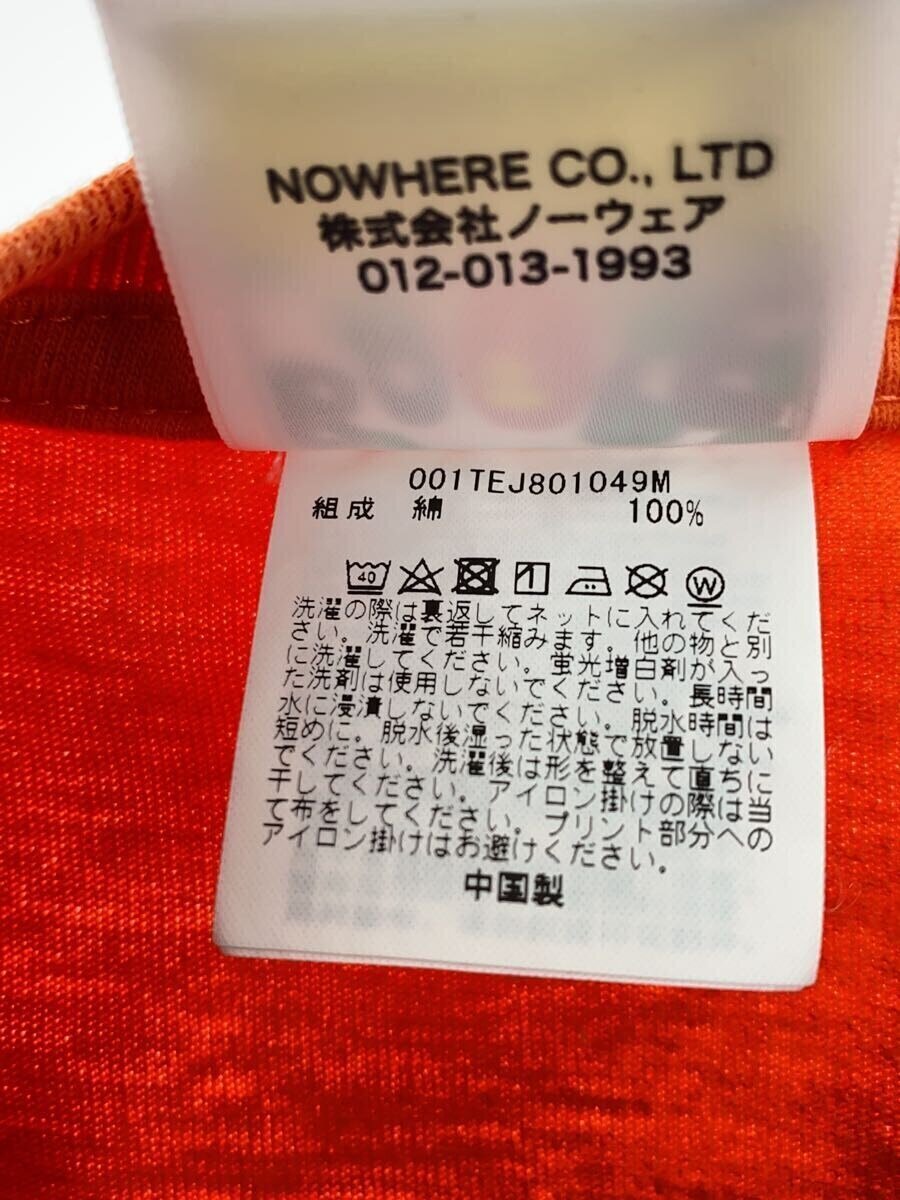 NOWHERE CO., LTD
株式会社ノーウェア
012-013-1993
001TEJ801049M
組成 綿 100%
40 W
洗濯の際は裏返してネットに入れてくだ
さい。洗濯で若干縮みます。他の物と別
に洗濯してください。蛍光増白剤が入っ
た洗剤は使用しないでください。長時間
水に浸漬しないでください。脱水時間は
短めに。脱水後湿った状態で放置しない
でください。洗濯後は形を整えて直ちに
干してください。アイロン掛けの際は当
て布をしてください。プリント部分への
アイロン掛けはお避けください。
中国製